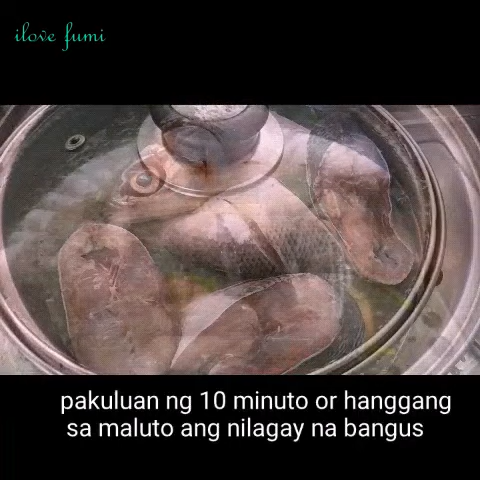 ilove fumi
pakuluan ng 10 minuto or hanggang
sa maluto ang nilagay na bangus